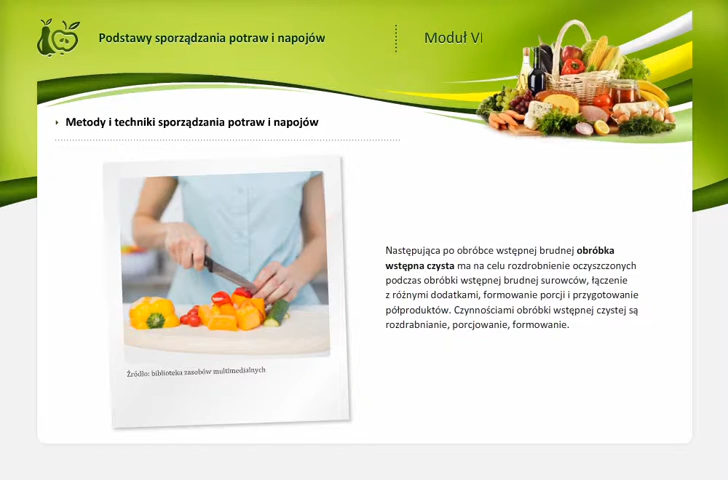 Podstawy sporządzania potraw i napojów
Moduł VI
Metody i techniki sporządzania potraw i napojów
Następująca po obróbce wstępnej brudnej obróbka
wstępna czysta ma na celu rozdrobnienie oczyszczonych
podczas obróbki wstępnej brudnej surowców, łączenie
z różnymi dodatkami, formowanie porcji i przygotowanie
półproduktów. Czynnościami obróbki wstępnej czystej są
rozdrabnianie, porcjowanie, formowanie.
Źródło: biblioteka zasobów multimedialnych